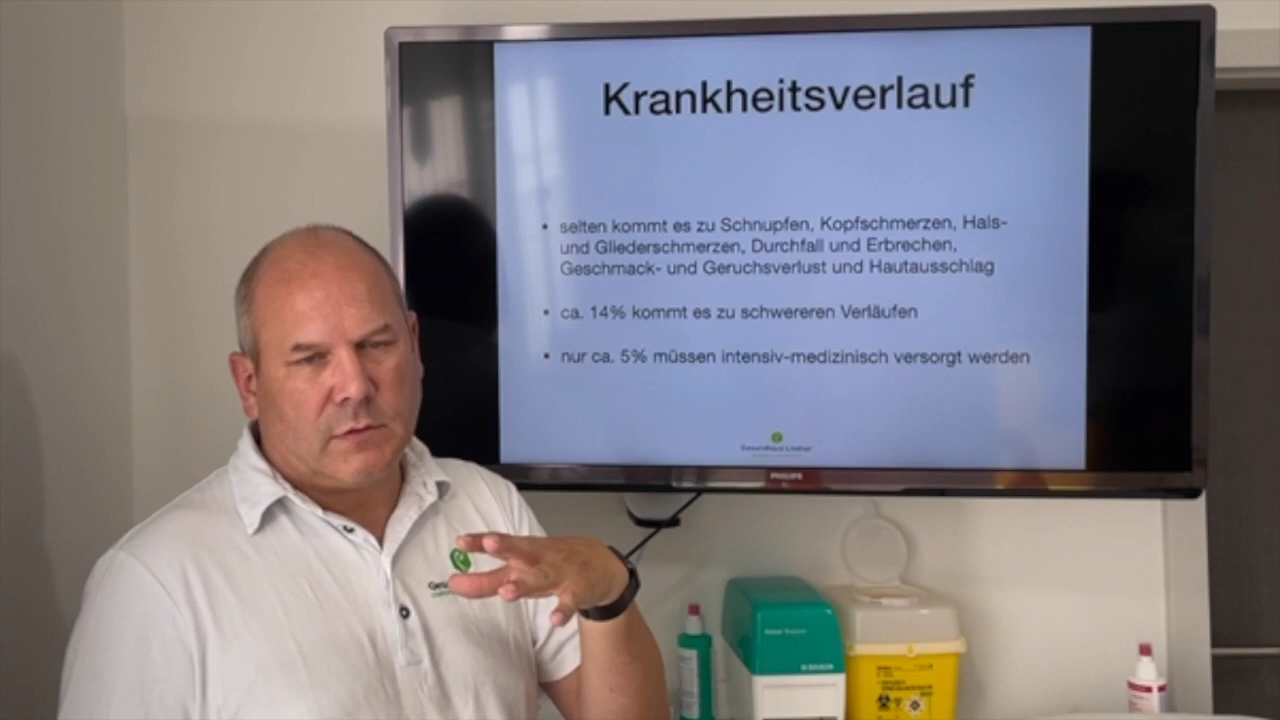 Krankheitsverlauf
• selten kommt es zu Schnupfen, Kopfschmerzen, Hals-
und Gliederschmerzen, Durchfall und Erbrechen,
Geschmack- und Geruchsverlust und Hautausschlag
• ca. 14% kommt es zu schwereren Verläufen
• nur ca. 5% müssen intensiv-medizinisch versorgt werden
PHILIPS
B|BRAUN